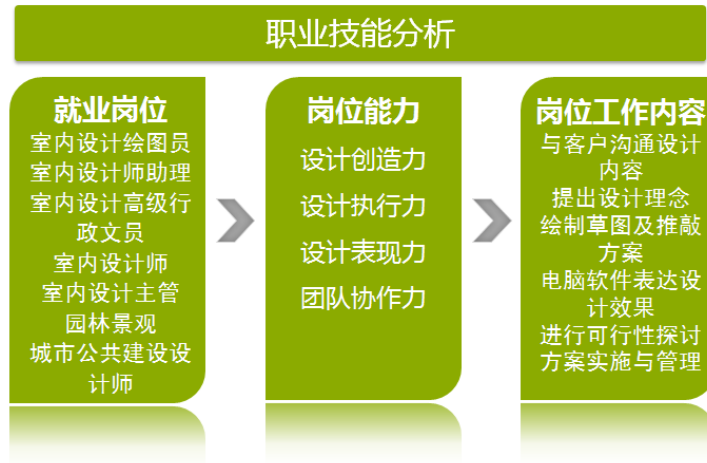 职业技能分析
就业岗位
室内设计绘图员
室内设计师助理
室内设计高级行
政文员
室内设计师
室内设计主管
园林景观
城市公共建设设
计师
岗位能力
设计创造力
设计执行力
设计表现力
团队协作力
岗位工作内容
与客户沟通设计
内容
提出设计理念
绘制草图及推敲
方案
电脑软件表达设
计效果
进行可行性探讨
方案实施与管理